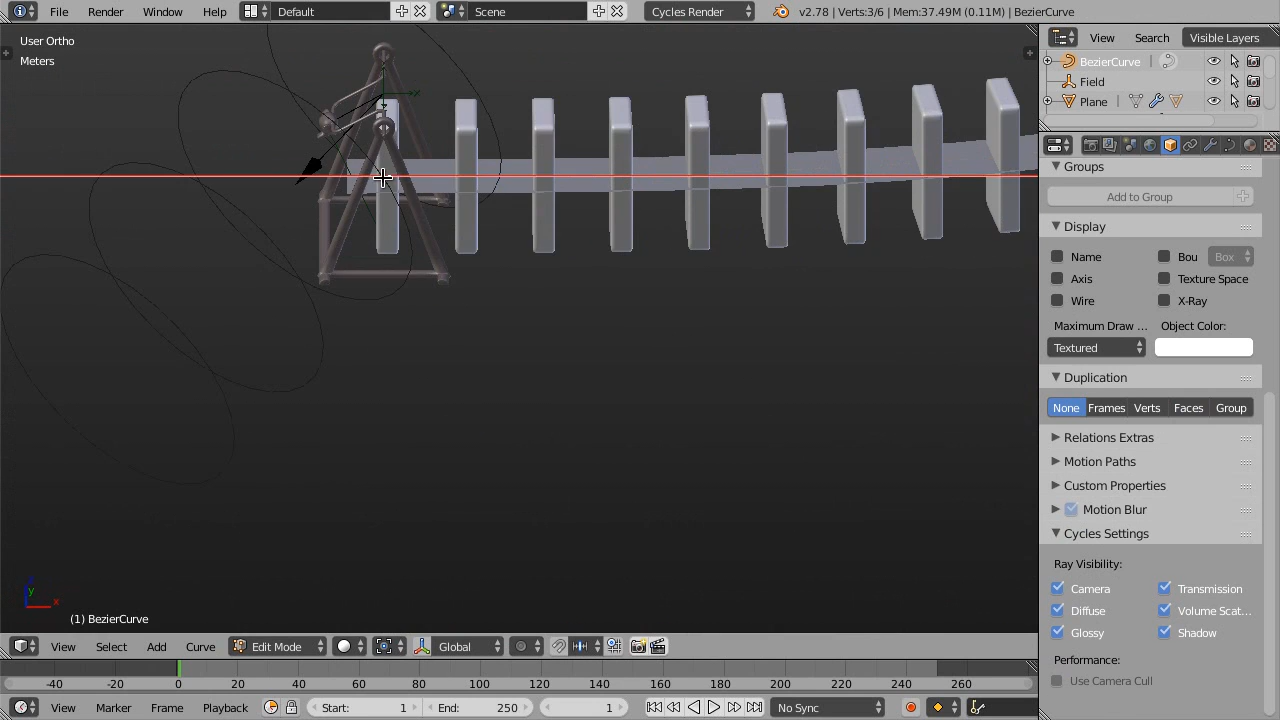 File Render Window Help Default Scene Cycles Render v2.78 | Verts:3/6 | Mem:37.49M (0.11M) | BezierCurve
User Ortho
Meters
View Search Visible Layers
BezierCurve
Field
Plane
Groups
Add to Group
Display
Name Bou Box
Axis Texture Space
Wire X-Ray
Maximum Draw ... Object Color:
Textured
Duplication
None Frames Verts Faces Group
Relations Extras
Motion Paths
Custom Properties
Motion Blur
Cycles Settings
Ray Visibility:
Camera Transmission
Diffuse Volume Scat...
Glossy Shadow
Performance:
Use Camera Cull
x
y
x
(1) BezierCurve
View Select Add Curve Edit Mode Global
-40 -20 0 20 40 60 80 100 120 140 160 180 200 220 240 260
View Marker Frame Playback Start: 1 End: 250 1 No Sync